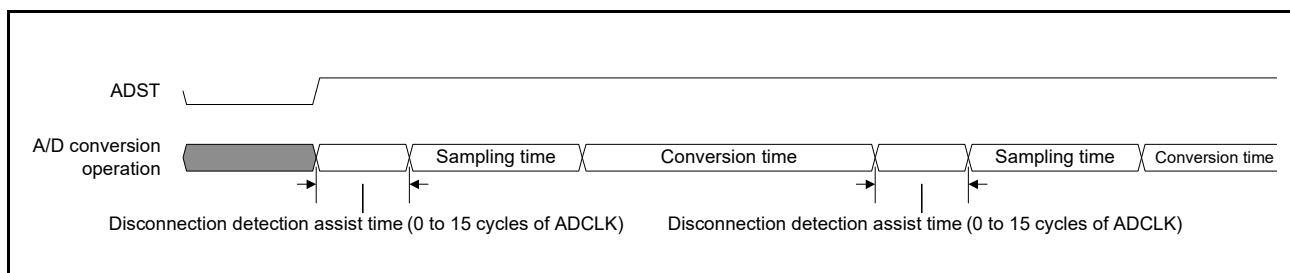 ADST
A/D conversion
operation
Sampling time
Conversion time
Sampling time
Conversion time
Disconnection detection assist time (0 to 15 cycles of ADCLK)
Disconnection detection assist time (0 to 15 cycles of ADCLK)